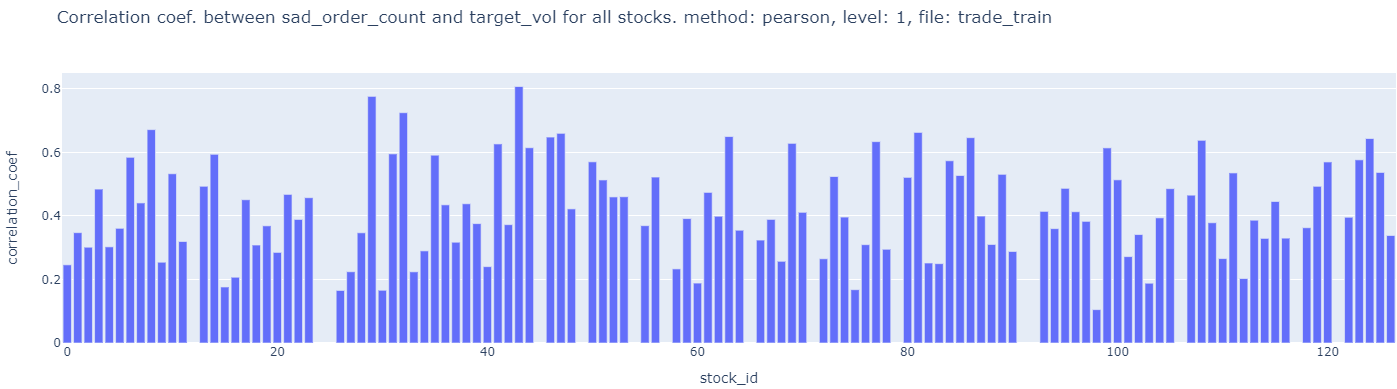 Correlation coef. between sad_order_count and target_vol for all stocks. method: pearson, level: 1, file: trade_train
correlation_coef
0.8
0.6
0.4
0.2
0
0 20 40 60 80 100 120
stock_id